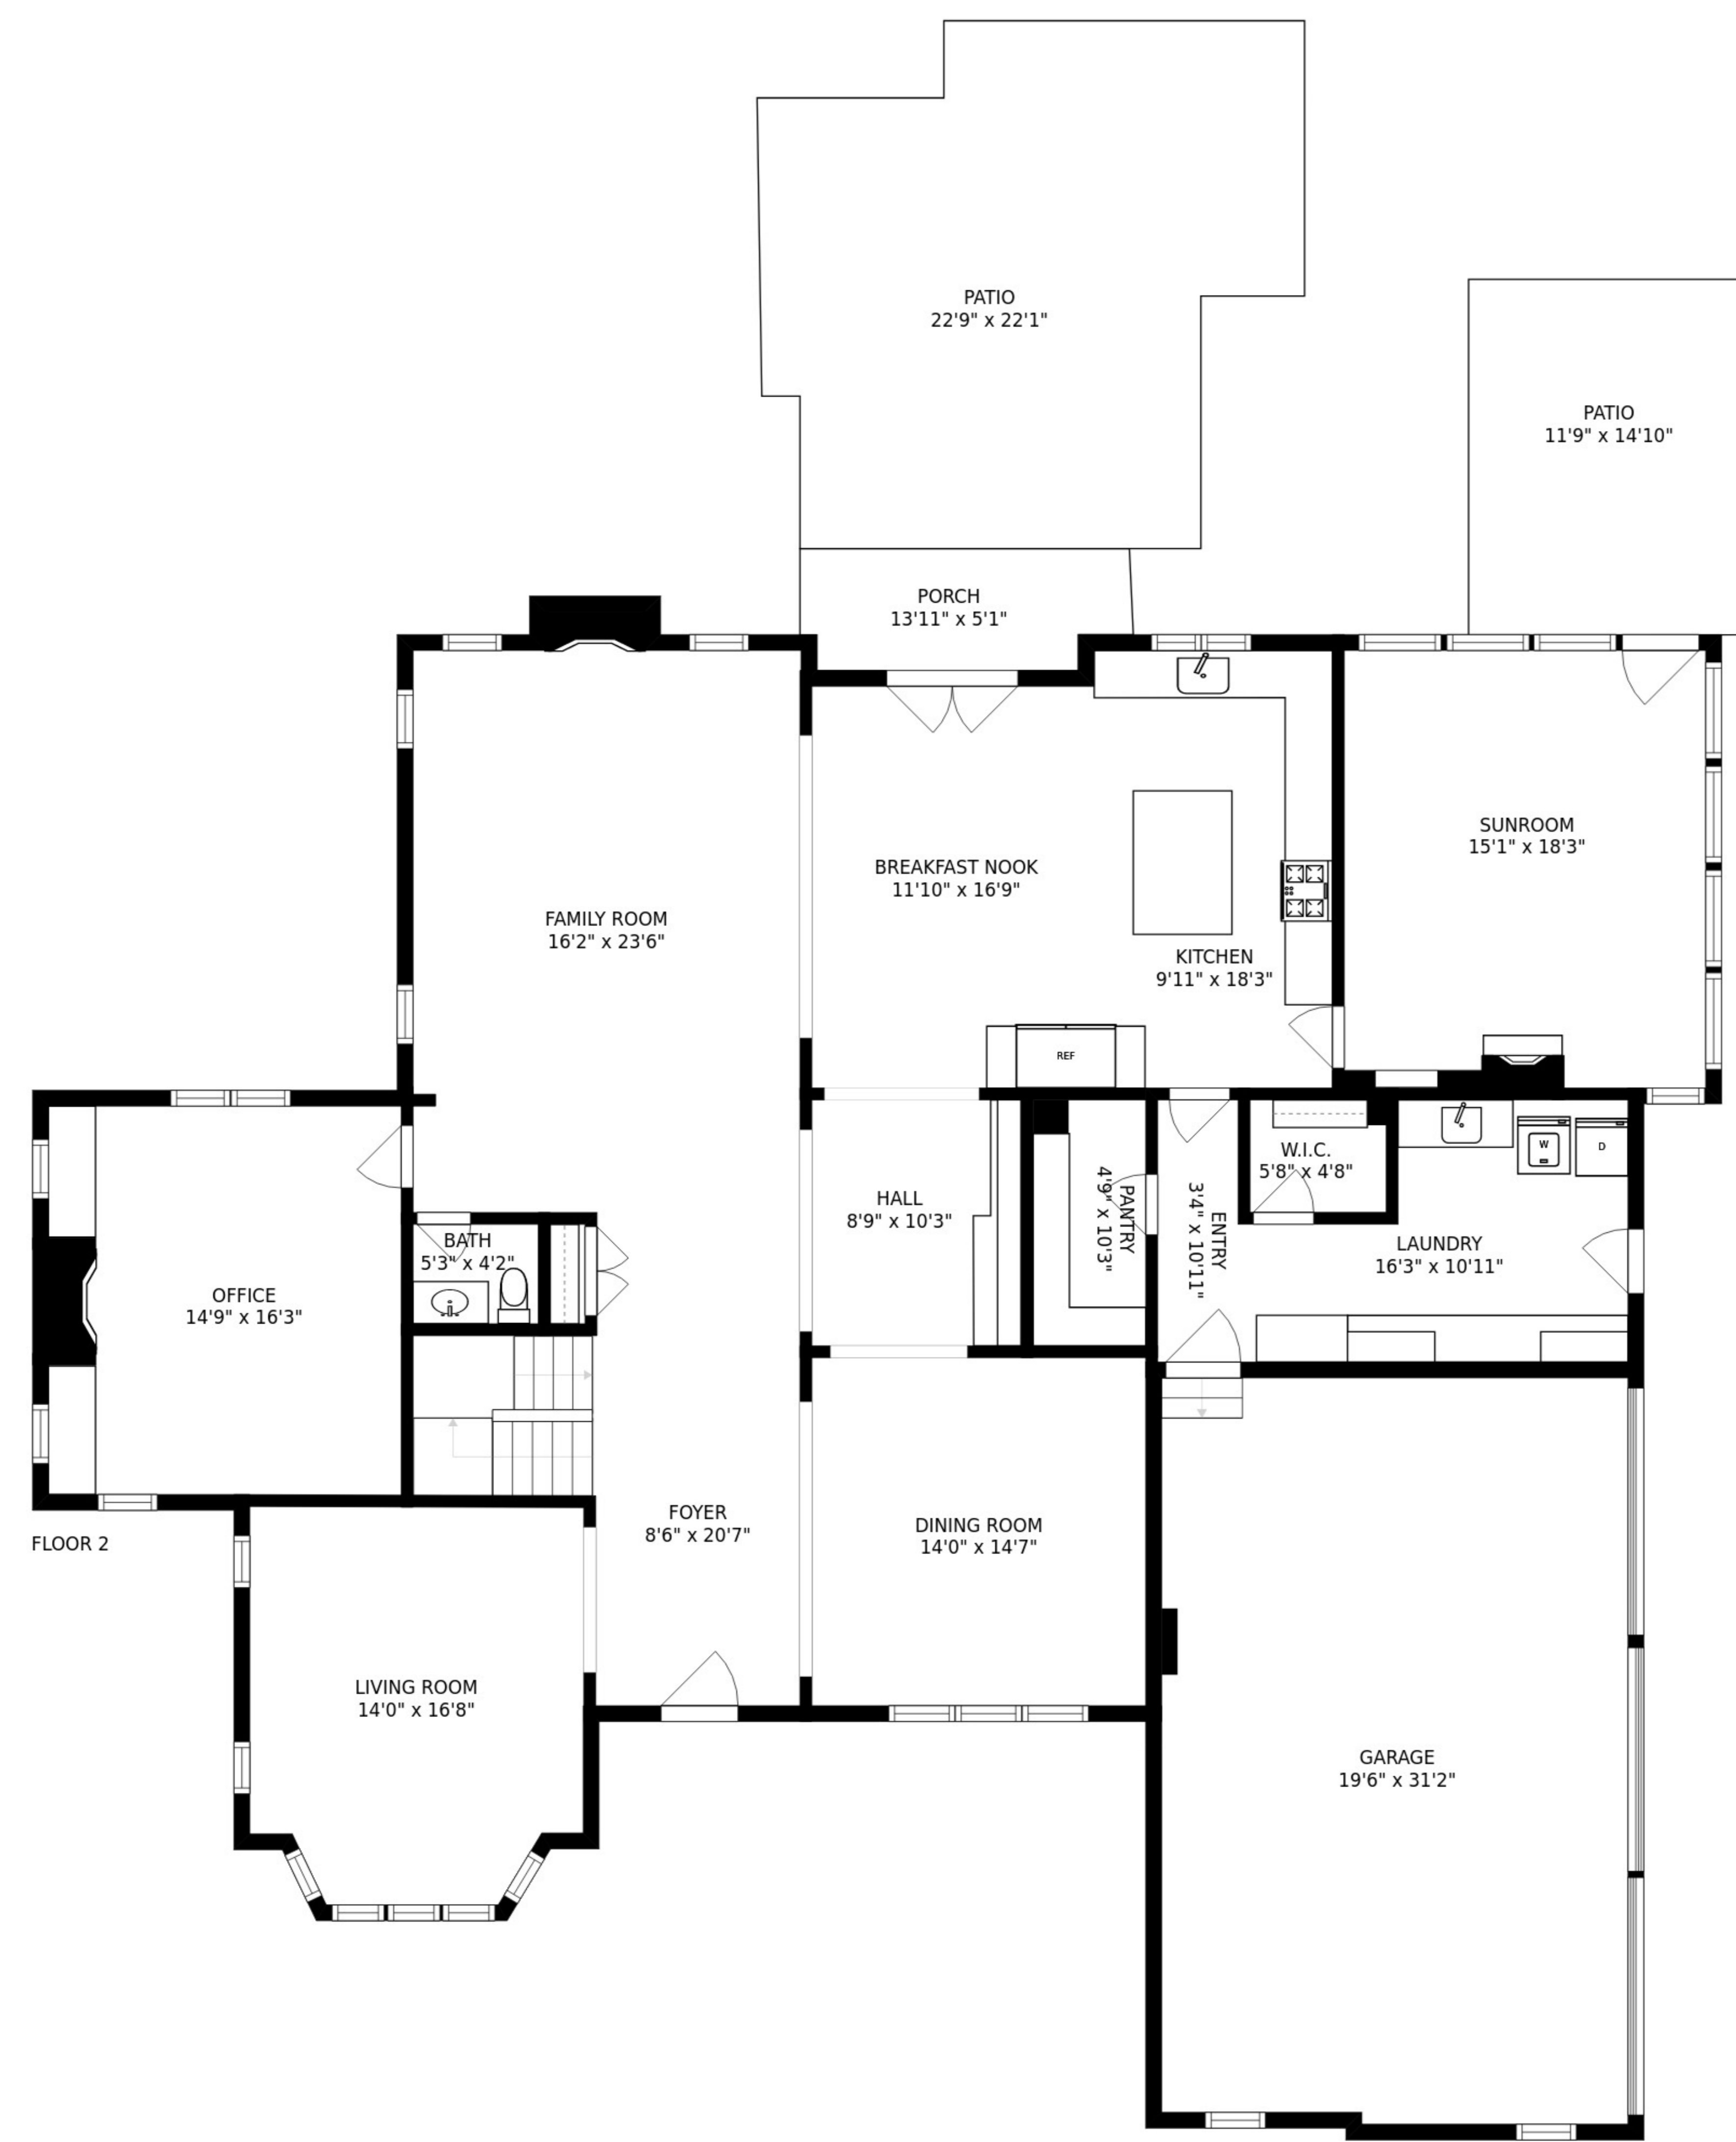 PATIO
22'9" x 22'1"
PATIO
11'9" x 14'10"
PORCH
13'11" x 5'1"
SUNROOM
15'1" x 18'3"
BREAKFAST NOOK
11'10" x 16'9"
FAMILY ROOM
16'2" x 23'6"
KITCHEN
9'11" x 18'3"
REF
W.I.C.
5'8" x 4'8"
W
D
HALL
8'9" x 10'3"
PANTRY
4'9" x 10'3"
ENTRY
3'4" x 10'11"
LAUNDRY
16'3" x 10'11"
BATH
5'3" x 4'2"
OFFICE
14'9" x 16'3"
FLOOR 2
FOYER
8'6" x 20'7"
DINING ROOM
14'0" x 14'7"
LIVING ROOM
14'0" x 16'8"
GARAGE
19'6" x 31'2"